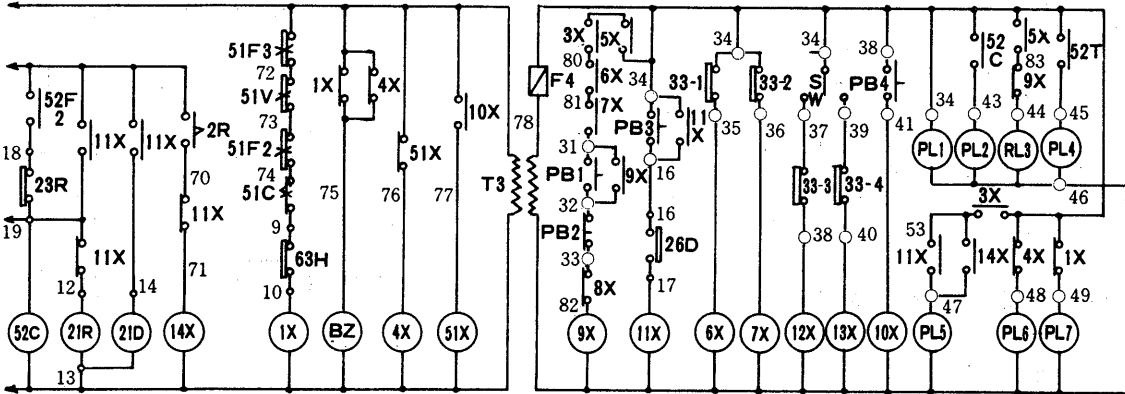 51F3
1X
4X
72
51V
73
51F2
74
51C
9
63H
10
1X
75
BZ
51X
76
4X
10X
77
51X
52F
2
18
23R
19
52C
11X
11X
12
21R
13
11X
14
21D
2R
70
11X
71
14X
T3
78
F4
3X
5X
80
6X
81
7X
31
PB1
9X
32
PB2
33
8X
82
9X
34
PB3
11
X
16
16
26D
17
11X
34
33-1
33-2
35
36
6X
7X
34
S
W
37
39
33-3
33-4
38
40
12X
13X
38
PB4
41
10X
34
PL1
52
C
43
PL2
5X
83
9X
44
RL3
52T
45
PL4
46
3X
53
11X
14X
47
PL5
4X
48
PL6
1X
49
PL7